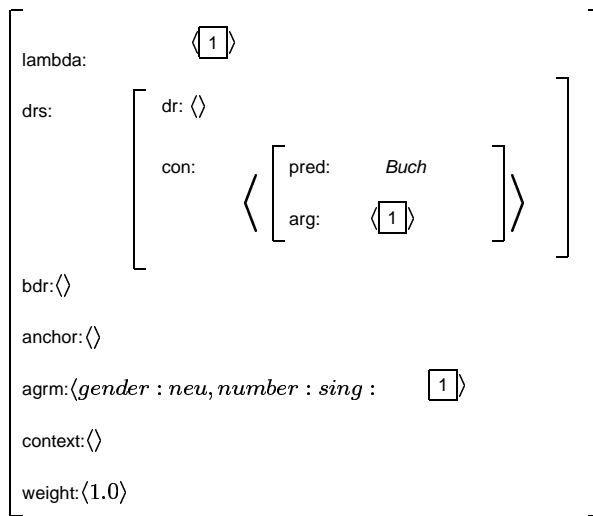 lambda: ⟨1⟩
drs:
dr: ⟨⟩
con: ⟨ pred: Buch
arg: ⟨1⟩ ⟩
bdr:⟨⟩
anchor:⟨⟩
agrm:⟨gender : neu, number : sing : 1⟩
context:⟨⟩
weight:⟨1.0⟩